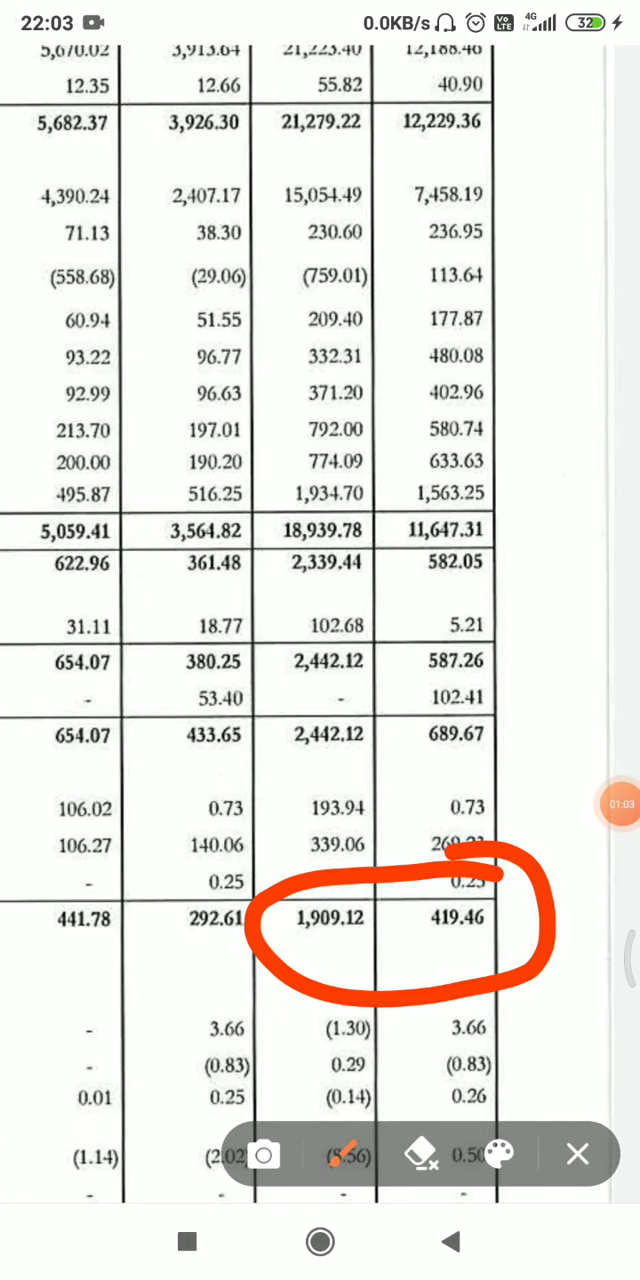 22:03 0.0KB/s Vo LTE 4G 32
5,670.02 3,913.64 21,223.40 12,188.46
12.35 12.66 55.82 40.90
5,682.37 3,926.30 21,279.22 12,229.36
4,390.24 2,407.17 15,054.49 7,458.19
71.13 38.30 230.60 236.95
(558.68) (29.06) (759.01) 113.64
60.94 51.55 209.40 177.87
93.22 96.77 332.31 480.08
92.99 96.63 371.20 402.96
213.70 197.01 792.00 580.74
200.00 190.20 774.09 633.63
495.87 516.25 1,934.70 1,563.25
5,059.41 3,564.82 18,939.78 11,647.31
622.96 361.48 2,339.44 582.05
31.11 18.77 102.68 5.21
654.07 380.25 2,442.12 587.26
- 53.40 - 102.41
654.07 433.65 2,442.12 689.67
01:03
106.02 0.73 193.94 0.73
106.27 140.06 339.06
- 0.25 0.25
441.78 292.61 1,909.12 419.46
- 3.66 (1.30) 3.66
- (0.83) 0.29 (0.83)
0.01 0.25 (0.14) 0.26
(1.14) (2.02 0.50
- - - -